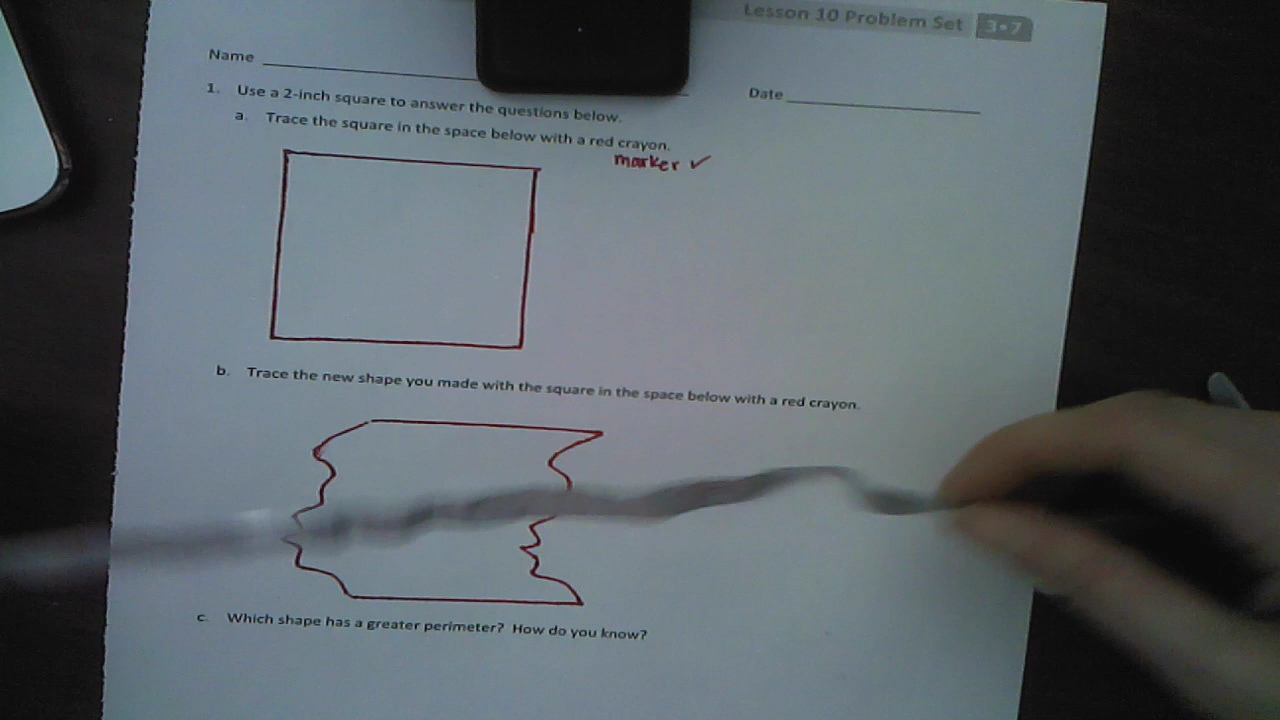 Lesson 10 Problem Set 3•7
Name
Date
1. Use a 2-inch square to answer the questions below.
a. Trace the square in the space below with a red crayon.
marker ✓
b. Trace the new shape you made with the square in the space below with a red crayon.
c. Which shape has a greater perimeter? How do you know?